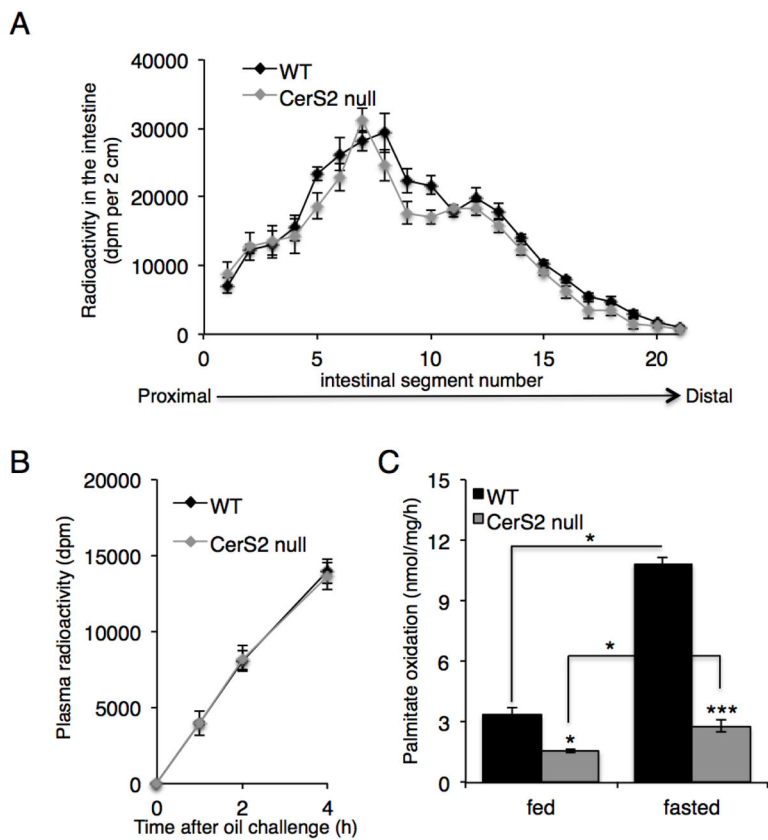 A
Radioactivity in the intestine
(dpm per 2 cm)
40000
30000
20000
10000
0
WT
CerS2 null
0 5 10 15 20
intestinal segment number
Proximal Distal
B
Plasma radioactivity (dpm)
20000
15000
10000
5000
0
WT
CerS2 null
0 2 4
Time after oil challenge (h)
C
Palmitate oxidation (nmol/mg/h)
15
12
9
6
3
0
WT
CerS2 null
*
*
*
***
fed fasted